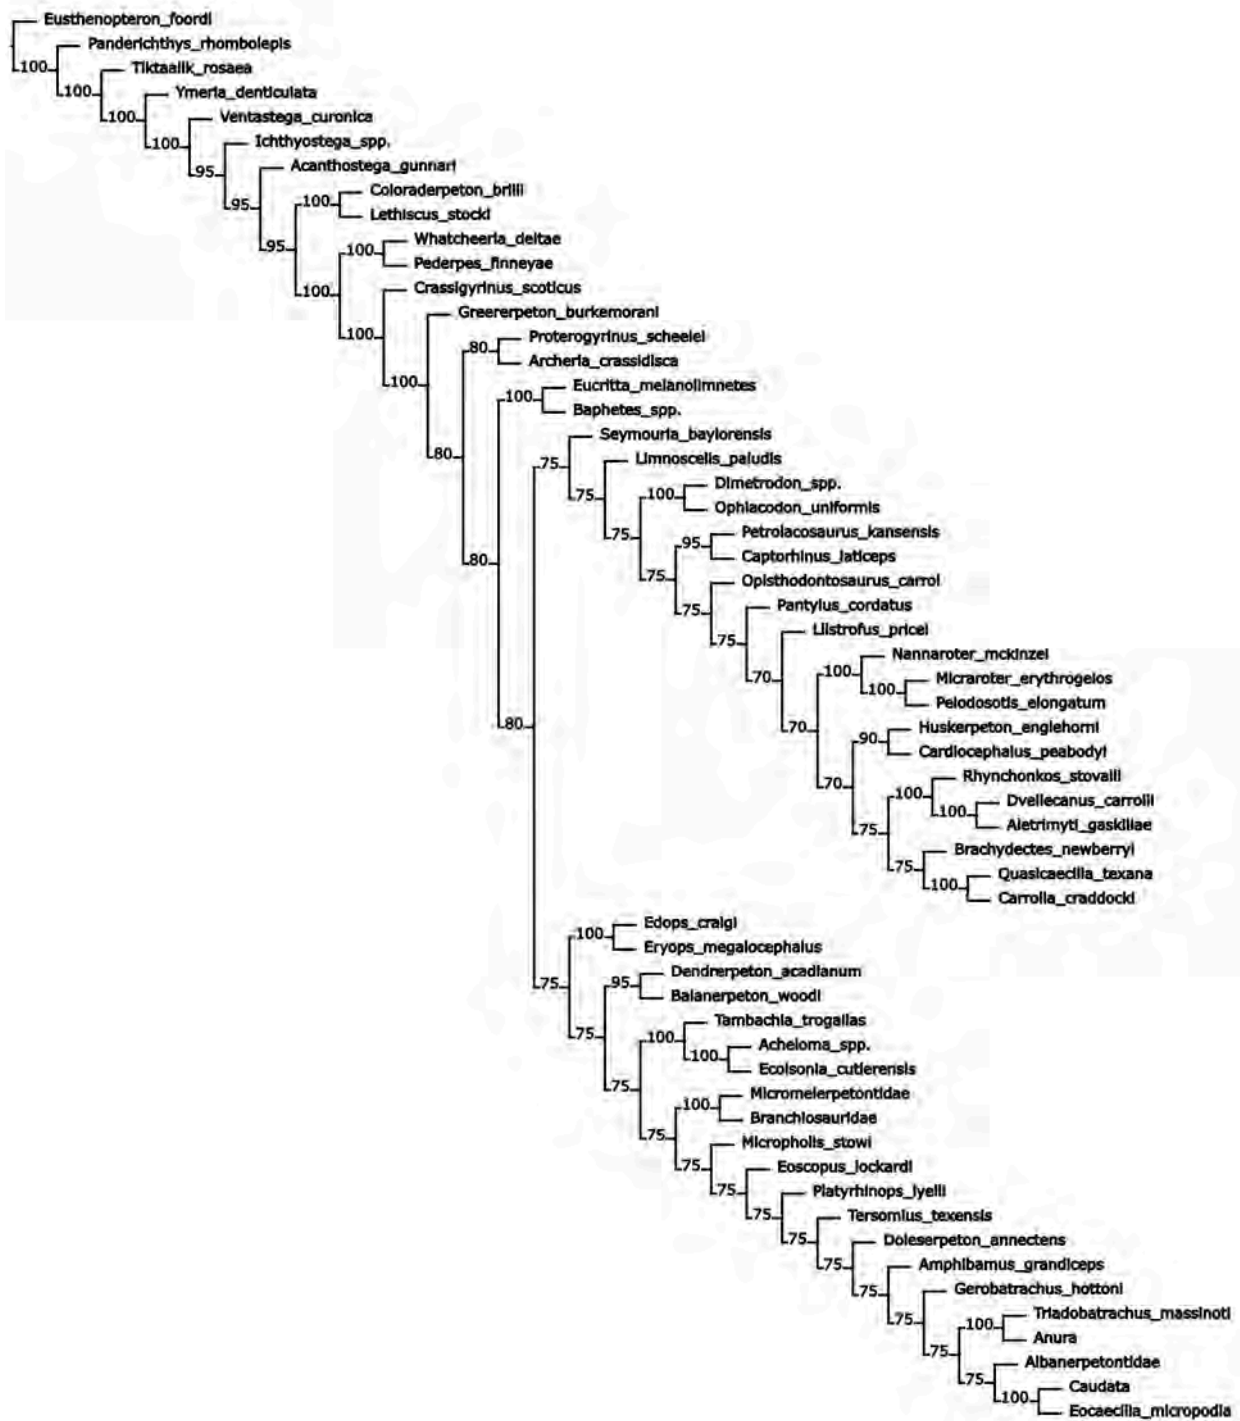 Eusthenopteron_foordi
Panderichthys_rhombolepis
100
Tiktaalik_rosaea
100
Ymeria_denticulata
100
Ventastega_curonica
100
Ichthyostega_spp.
Acanthostega_gunnari
95
Coloraderpeton_brilli
100
95
Lethiscus_stocki
Whatcheeria_deltae
95
100
Pederpes_finneyae
Crassigyrinus_scoticus
100
Greererpeton_burkemorani
100
Proterogyrinus_scheelei
80
Archeria_crassidisca
100
Eucritta_melanolimnetes
100
Baphetes_spp.
Seymouria_baylorensis
80
Limnoscelis_paludis
75
Dimetrodon_spp.
75
100
Ophiacodon_uniformis
Petrolacosaurus_kansensis
75
95
Captorhinus_laticeps
80
75
Opisthodontosaurus_carrol
Pantylus_cordatus
75
Llistrofus_pricei
75
Nannaroter_mckinzei
100
Micraroter_erythrogeios
70
100
Pelodosotis_elongatum
80
70
Huskerpeton_englehorni
90
Cardiocephalus_peabodyi
Rhynchonkos_stovalli
70
100
Dvellecanus_carrolli
100
Aletrimyti_gaskillae
75
Brachydectes_newberryi
75
Quasicaecilia_texana
100
Carrolla_craddocki
Edops_craigi
100
Eryops_megalocephalus
Dendrerpeton_acadianum
95
75
Balanerpeton_woodi
Tambachia_trogallas
75
100
Acheloma_spp.
100
Ecolsonia_cutlerensis
75
Micromelerpetontidae
100
Branchiosauridae
75
Micropholis_stowi
75
Eoscopus_lockardi
75
Platyrhinops_lyelli
75
Tersomius_texensis
75
Doleserpeton_annectens
75
Amphibamus_grandiceps
Gerobatrachus_hottoni
75
Triadobatrachus_massinoti
75
100
Anura
75
Albanerpetontidae
75
Caudata
100
Eocaecilia_micropodia